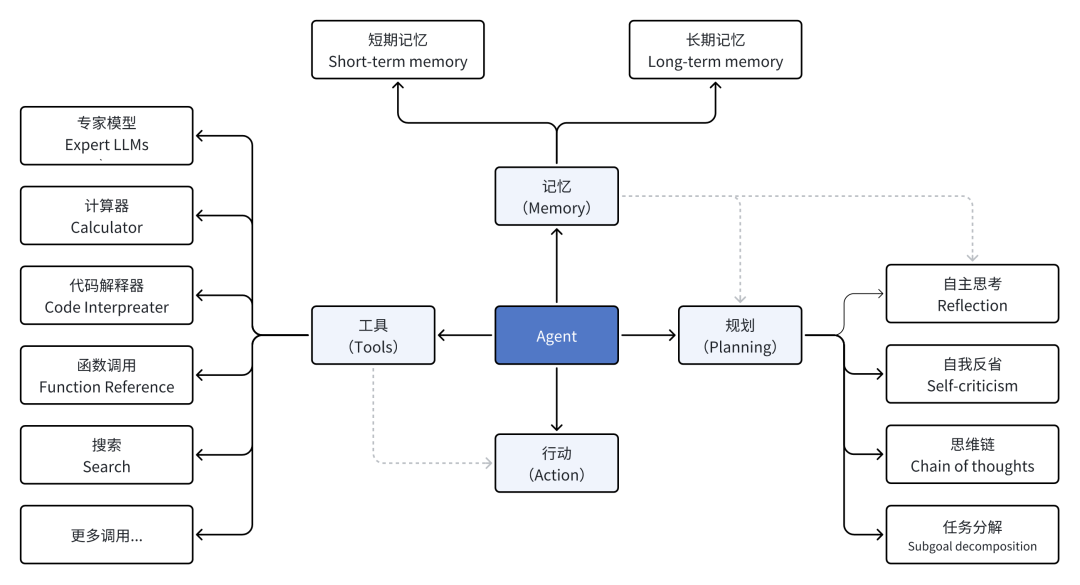 短期记忆
Short-term memory
长期记忆
Long-term memory
专家模型
Expert LLMs
记忆
（Memory）
计算器
Calculator
代码解释器
Code Interpreater
自主思考
Reflection
工具
（Tools）
Agent
规划
（Planning）
函数调用
Function Reference
自我反省
Self-criticism
搜索
Search
行动
（Action）
思维链
Chain of thoughts
更多调用...
任务分解
Subgoal decomposition